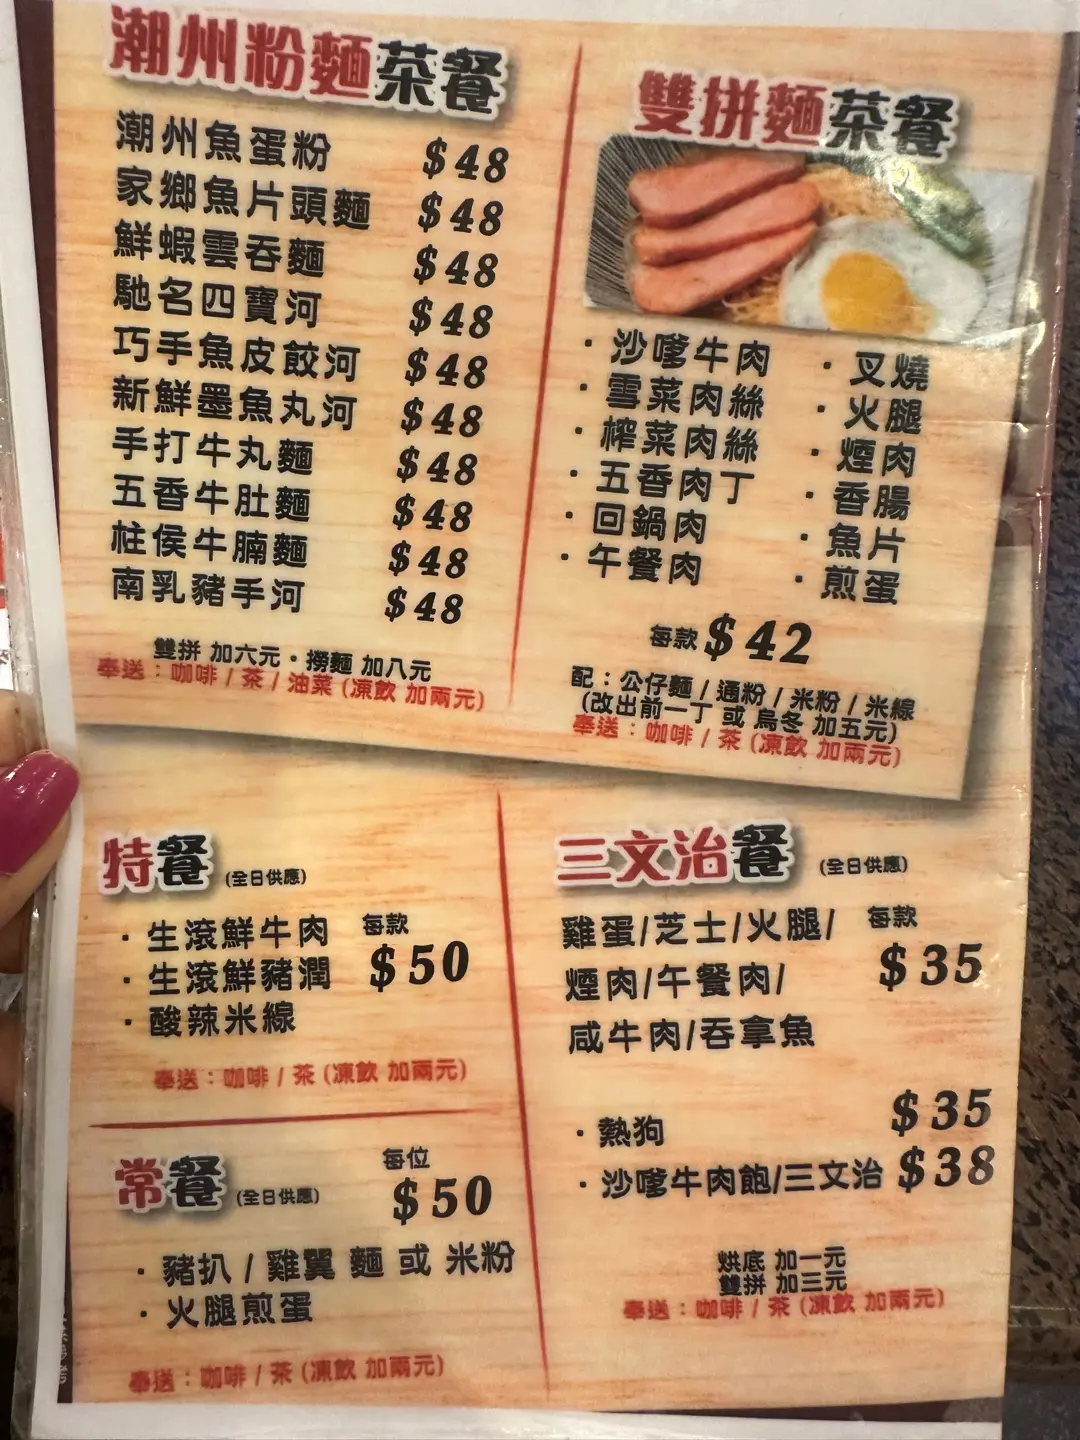 潮州粉麵茶餐
潮州魚蛋粉 $48
家鄉魚片頭麵 $48
鮮蝦雲吞麵 $48
馳名四寶河 $48
巧手魚皮餃河 $48
新鮮墨魚丸河 $48
手打牛丸麵 $48
五香牛肚麵 $48
柱侯牛腩麵 $48
南乳豬手河 $48
雙拼 加六元・撈麵 加八元
奉送：咖啡 / 茶 / 油菜 (凍飲 加兩元)
雙拼麵茶餐
・沙嗲牛肉 ・叉燒
・雪菜肉絲 ・火腿
・榨菜肉絲 ・煙肉
・五香肉丁 ・香腸
・回鍋肉 ・魚片
・午餐肉 ・煎蛋
每款 $42
配：公仔麵 / 通粉 / 米粉 / 米線
(改出前一丁 或 烏冬 加五元)
奉送：咖啡 / 茶 (凍飲 加兩元)
特餐 (全日供應)
・生滾鮮牛肉 每款
・生滾鮮豬潤 $50
・酸辣米線
奉送：咖啡 / 茶 (凍飲 加兩元)
常餐 (全日供應) 每位 $50
・豬扒 / 雞翼 麵 或 米粉
・火腿煎蛋
奉送：咖啡 / 茶 (凍飲 加兩元)
三文治餐 (全日供應)
雞蛋/芝士/火腿/ 每款
煙肉/午餐肉/ $35
咸牛肉/吞拿魚
・熱狗 $35
・沙嗲牛肉飽/三文治 $38
烘底 加一元
雙拼 加三元
奉送：咖啡 / 茶 (凍飲 加兩元)